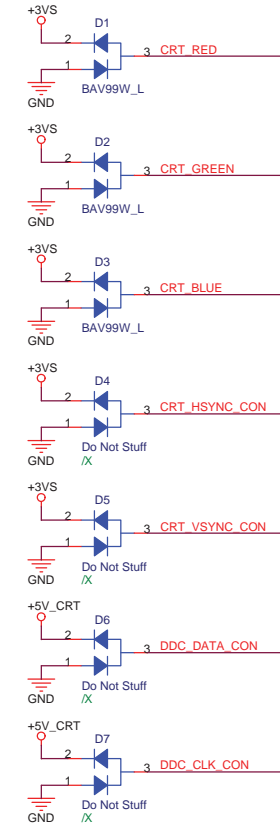 +3VS
D1
2
3 CRT_RED
1
BAV99W_L
GND
+3VS
D2
2
3 CRT_GREEN
1
BAV99W_L
GND
+3VS
D3
2
3 CRT_BLUE
1
BAV99W_L
GND
+3VS
D4
2
3 CRT_HSYNC_CON
1
Do Not Stuff
GND /X
+3VS
D5
2
3 CRT_VSYNC_CON
1
Do Not Stuff
GND /X
+5V_CRT
D6
2
3 DDC_DATA_CON
1
Do Not Stuff
GND /X
+5V_CRT
D7
2
3 DDC_CLK_CON
1
Do Not Stuff
GND /X